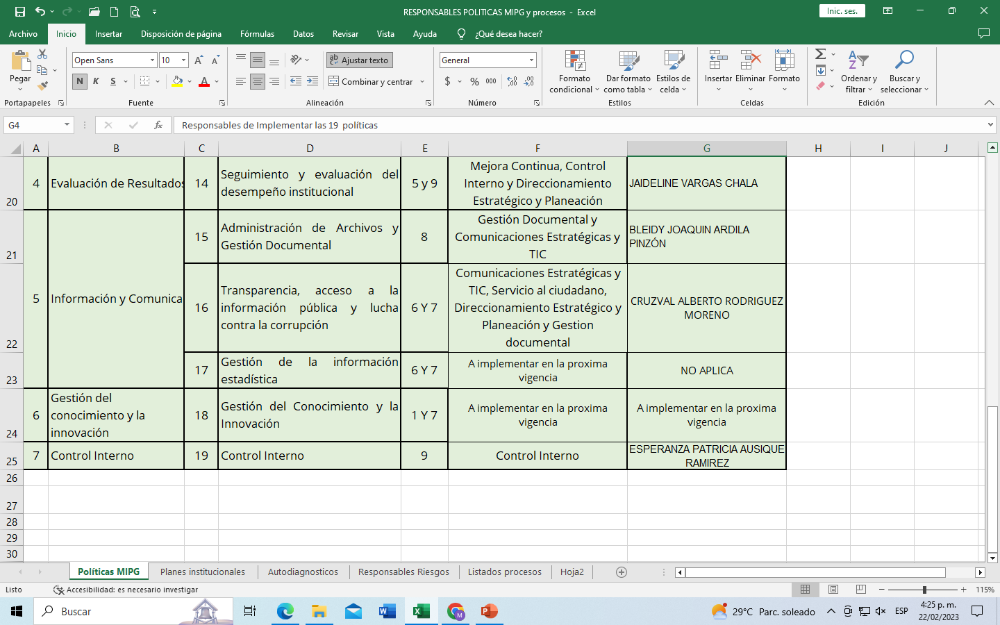 RESPONSABLES POLITICAS MIPG y procesos - Excel
Inic. ses.
Archivo Inicio Insertar Disposición de página Fórmulas Datos Revisar Vista Ayuda ¿Qué desea hacer?
Pegar
Portapapeles
Open Sans 10
N K S
Fuente
Ajustar texto
Combinar y centrar
Alineación
General
$ % 000
Número
Formato condicional
Dar formato como tabla
Estilos de celda
Estilos
Insertar Eliminar Formato
Celdas
Ordenar y filtrar
Buscar y seleccionar
Edición
G4 fx Responsables de Implementar las 19 políticas
A B C D E F G H I J
20
4
Evaluación de Resultados
14
Seguimiento y evaluación del
desempeño institucional
5 y 9
Mejora Continua, Control
Interno y Direccionamiento
Estratégico y Planeación
JAIDELINE VARGAS CHALA
21
5
Información y Comunica
15
Administración de Archivos y
Gestión Documental
8
Gestión Documental y
Comunicaciones Estratégicas y
TIC
BLEIDY JOAQUIN ARDILA
PINZÓN
22
16
Transparencia, acceso a la
información pública y lucha
contra la corrupción
6 Y 7
Comunicaciones Estratégicas y
TIC, Servicio al ciudadano,
Direccionamiento Estratégico y
Planeación y Gestion
documental
CRUZVAL ALBERTO RODRIGUEZ
MORENO
23
17
Gestión de la información
estadística
6 Y 7
A implementar en la proxima
vigencia
NO APLICA
24
6
Gestión del
conocimiento y la
innovación
18
Gestión del Conocimiento y la
Innovación
1 Y 7
A implementar en la proxima
vigencia
A implementar en la proxima
vigencia
25
7
Control Interno
19
Control Interno
9
Control Interno
ESPERANZA PATRICIA AUSIQUE
RAMIREZ
26
27
28
29
30
Políticas MIPG Planes institucionales Autodiagnosticos Responsables Riesgos Listados procesos Hoja2
Listo Accesibilidad: es necesario investigar 115%
Buscar
29°C Parc. soleado
ESP
4:25 p. m.
22/02/2023